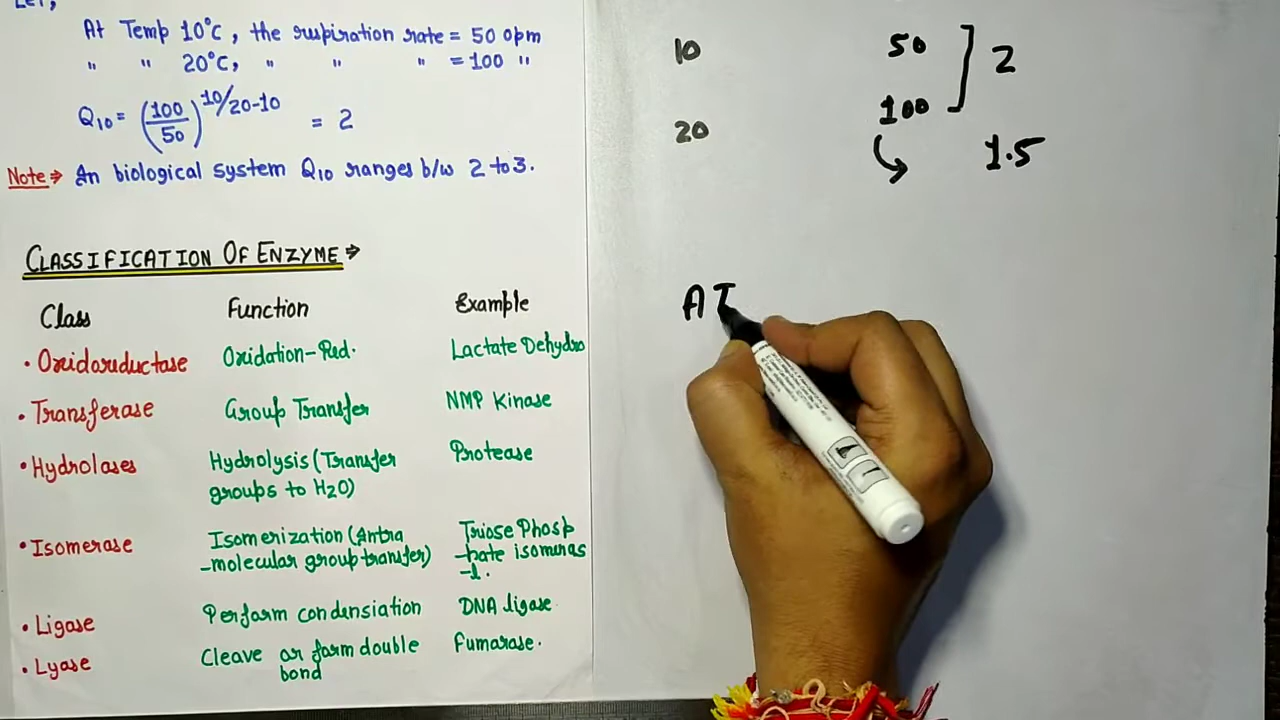 Let,
At Temp 10°C, the ruspiration rate = 50 opm
" " 20°C, " " " = 100 "
Q10 = (100/50)^10/20-10 = 2
Note⇒ In biological system Q10 ranges b/w 2 to 3.
CLASSIFICATION OF ENZYME⇒
Class Function Example
• Oxidoreductase Oxidation-Red. Lactate Dehydro
• Transferase Group Transfer NMP Kinase
• Hydrolases Hydrolysis (Transfer Protease
groups to H2O)
• Isomerase Isomerization (Intra Triose Phosp
-molecular group transfer) -hate isomeras
-e.
• Ligase Perform condensiation DNA ligase
• Lyase Cleave or form double Fumarase.
bond
10 50 ] 2
20 100
1.5
AT